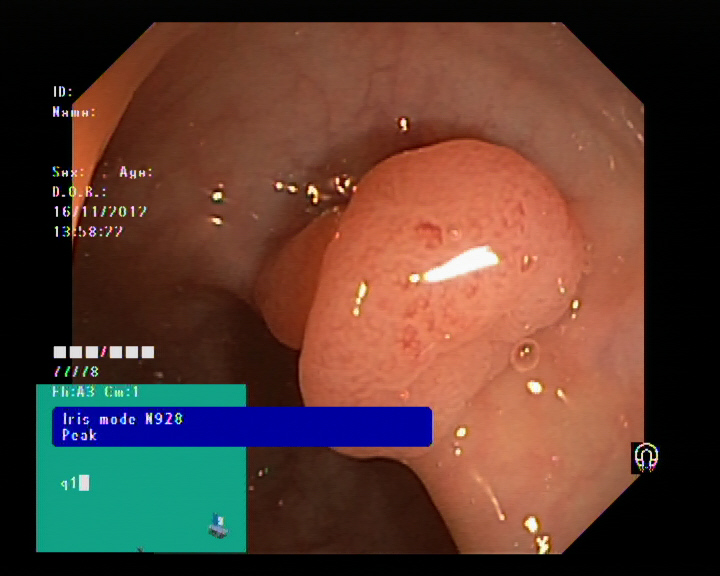 ID:
Name:
Sex: Age:
D.O.B.:
16/11/2012
13:58:22
■■■/■■■
////8
Eh:A3 Cm:1
Iris mode N928
Peak
q1